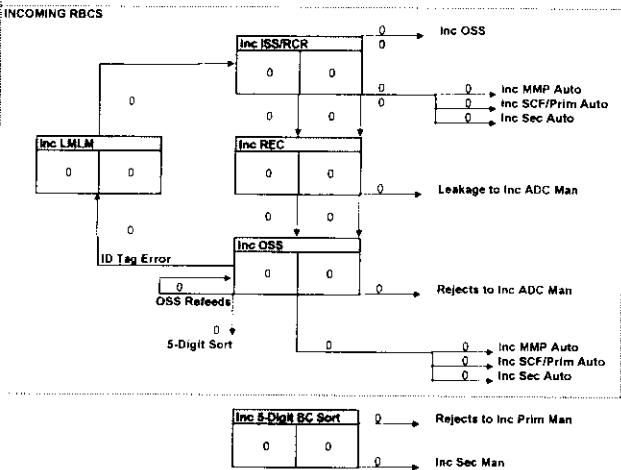 INCOMING RBCS
Inc ISS/RCR
0 0
0 Inc OSS
0
0
0 Inc MMP Auto
0 0 Inc SCF/Prim Auto
0 Inc Sec Auto
0
0 0
Inc LMLM
0 0
Inc REC
0 0
0 Leakage to Inc ADC Man
0 0
0
ID Tag Error
Inc OSS
0 0
0
OSS Refeeds
0 Rejects to Inc ADC Man
0
5-Digit Sort
0
0 Inc MMP Auto
0 Inc SCF/Prim Auto
0 Inc Sec Auto
Inc 5-Digit BC Sort
0 0
0 Rejects to Inc Prim Man
0 Inc Sec Man